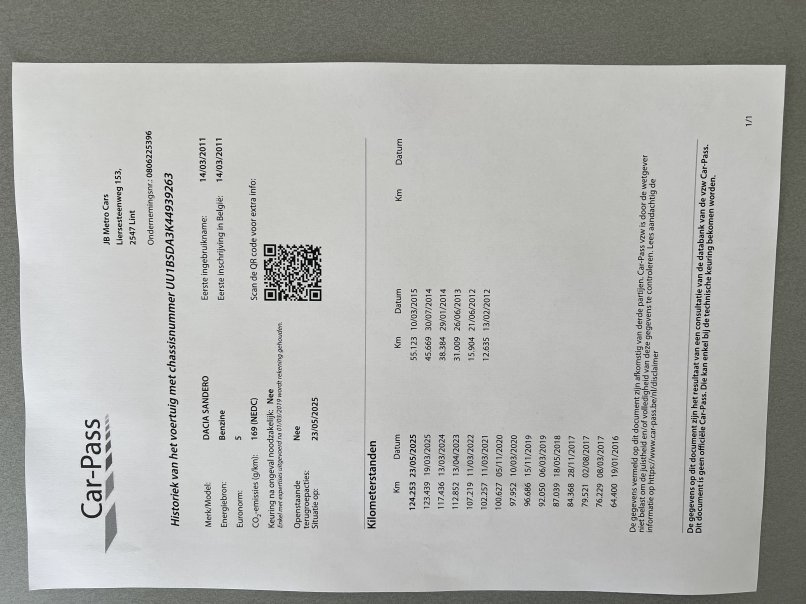 Car-Pass
JB Metro Cars
Liersesteenweg 153,
2547 Lint
Ondernemingsnr.: 0806225396
Historiek van het voertuig met chassisnummer UU1BSDA3K44939263
Merk/Model: DACIA SANDERO
Energiebron: Benzine
Euronorm: 5
CO₂-emissies (g/km): 169 (NEDC)
Keuring na ongeval noodzakelijk: Nee
Enkel met expertises uitgevoerd na 01/03/2019 wordt rekening gehouden.
Openstaande Nee
terugroepacties:
Situatie op: 23/05/2025
Eerste ingebruikname: 14/03/2011
Eerste inschrijving in België: 14/03/2011
Scan de QR code voor extra info:
Kilometerstanden
Km Datum
124.253 23/05/2025
123.439 19/03/2025
117.436 13/03/2024
112.852 13/04/2023
107.219 11/03/2022
102.257 11/03/2021
100.627 05/11/2020
97.952 10/03/2020
96.686 15/11/2019
92.050 06/03/2019
87.039 18/05/2018
84.368 28/11/2017
79.521 02/08/2017
76.229 08/03/2017
64.400 19/01/2016
Km Datum
55.123 10/03/2015
45.669 30/07/2014
38.384 29/01/2014
31.009 26/06/2013
15.904 21/06/2012
12.635 13/02/2012
Km Datum
De gegevens vermeld op dit document zijn afkomstig van derde partijen. Car-Pass vzw is door de wetgever
niet belast om de juistheid en/of volledigheid van deze gegevens te controleren. Lees aandachtig de
informatie op https://www.car-pass.be/nl/disclaimer
De gegevens op dit document zijn het resultaat van een consultatie van de databank van de vzw Car-Pass.
Dit document is geen officiële Car-Pass. Die kan enkel bij de technische keuring bekomen worden.
1/1